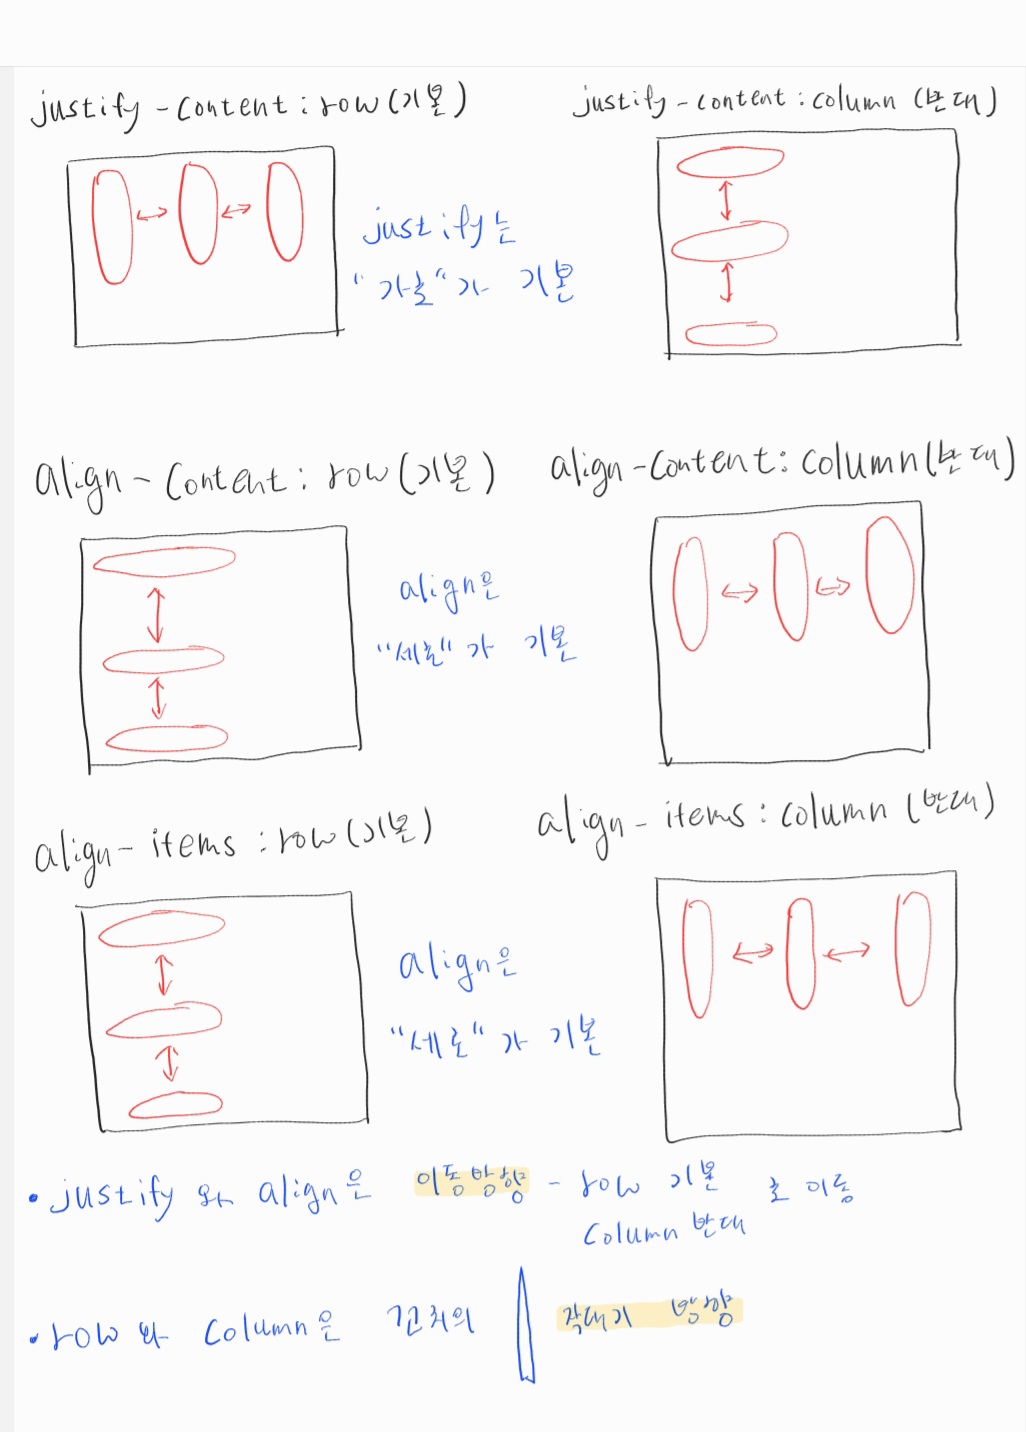 justify-content : row (기본)
justify-content : column (반대)
justify는
"가로"가 기본
align-content : row (기본)
align-content : column (반대)
align은
"세로"가 기본
align-items : row (기본)
align-items : column (반대)
align은
"세로"가 기본
• justify 와 align은 이동방향 - row 기본 로 이동
column 반대
• row 와 column은 꼬치의 작대기 방향